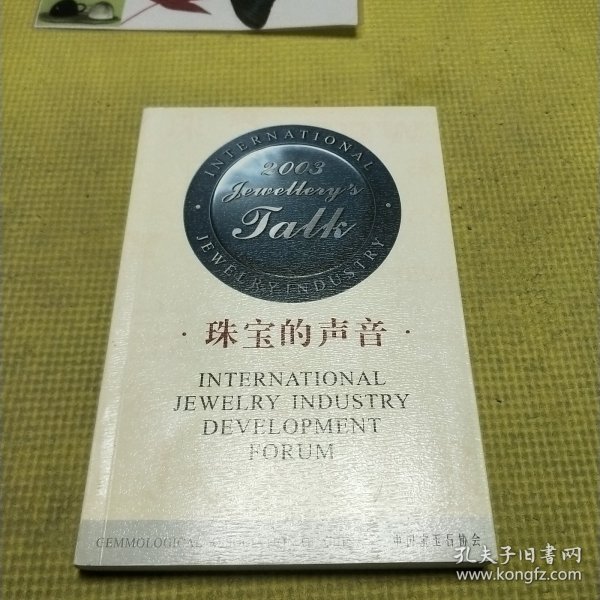 INTERNATIONAL
2003
Jewellery's
Talk
JEWELRY INDUSTRY
·珠宝的声音·
INTERNATIONAL
JEWELRY INDUSTRY
DEVELOPMENT
FORUM
GEMMOLOGICAL
中国宝玉石协会
孔夫子旧书网
www.kongfz.com